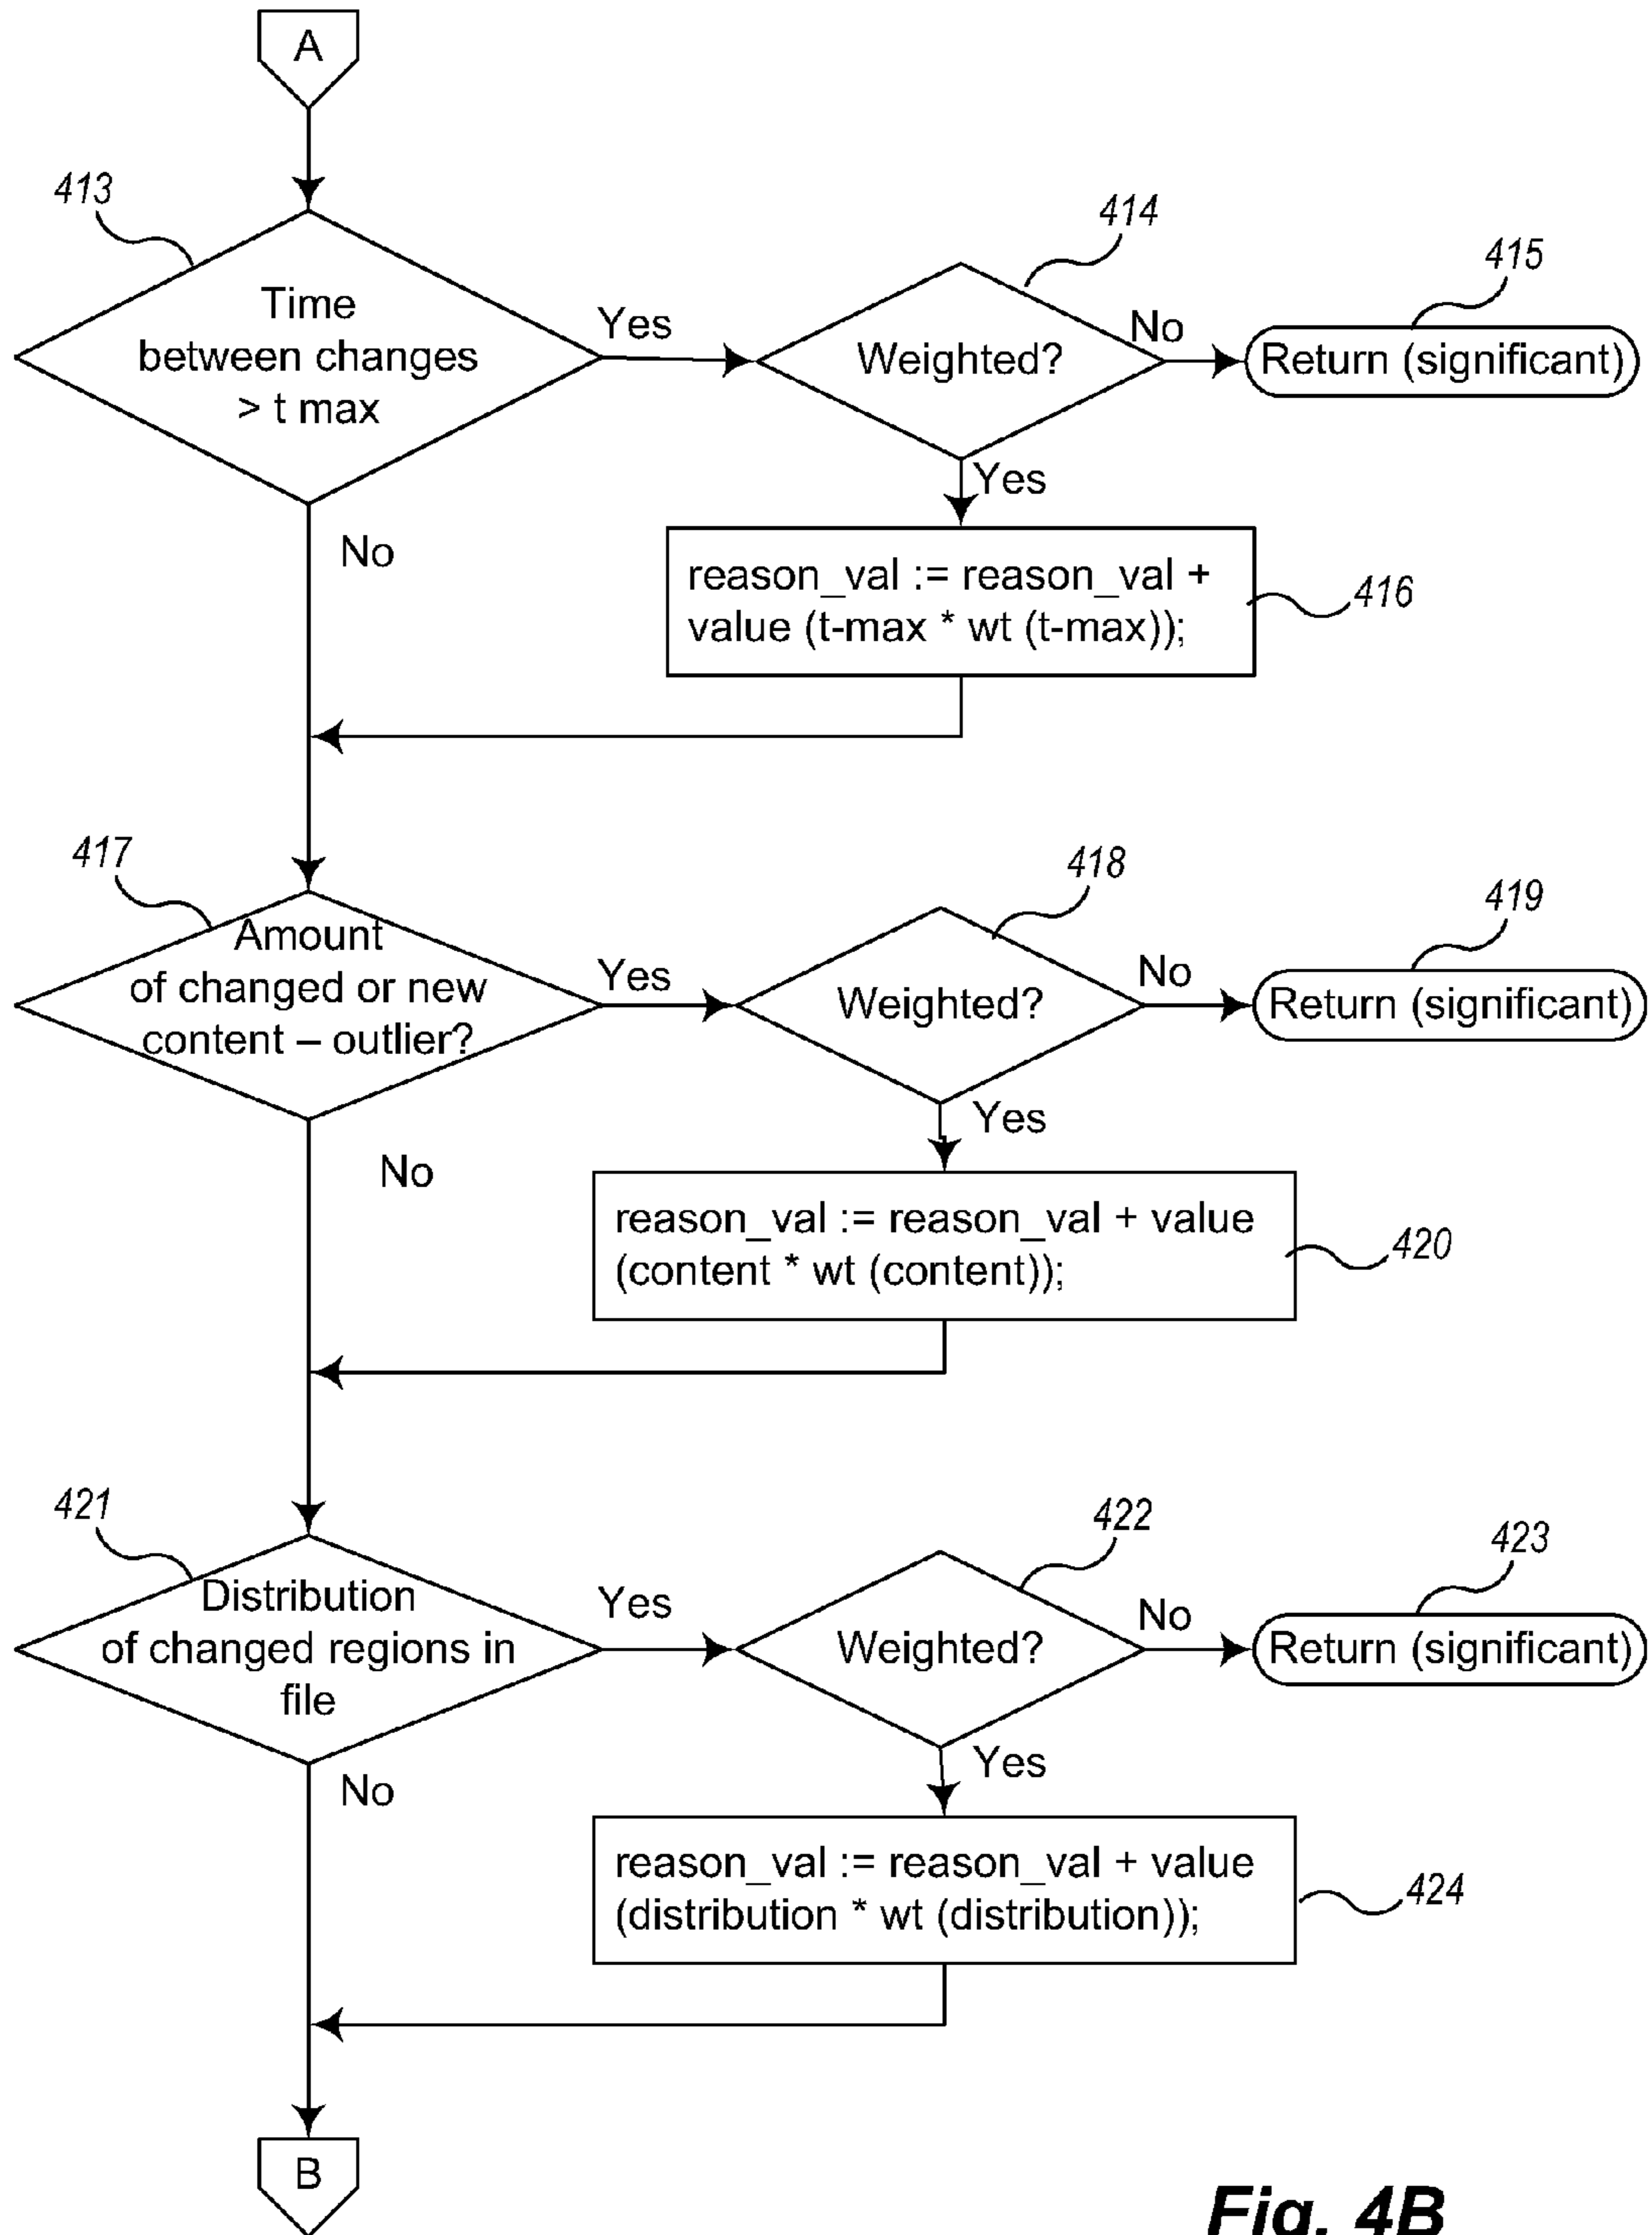 A
413
Time
between changes
> t max
Yes
414
Weighted?
No
415
Return (significant)
Yes
No
reason_val := reason_val +
value (t-max * wt (t-max));
416
417
Amount
of changed or new
content – outlier?
Yes
418
Weighted?
No
419
Return (significant)
Yes
No
reason_val := reason_val + value
(content * wt (content));
420
421
Distribution
of changed regions in
file
Yes
422
Weighted?
No
423
Return (significant)
Yes
No
reason_val := reason_val + value
(distribution * wt (distribution));
424
B
Fig. 4B